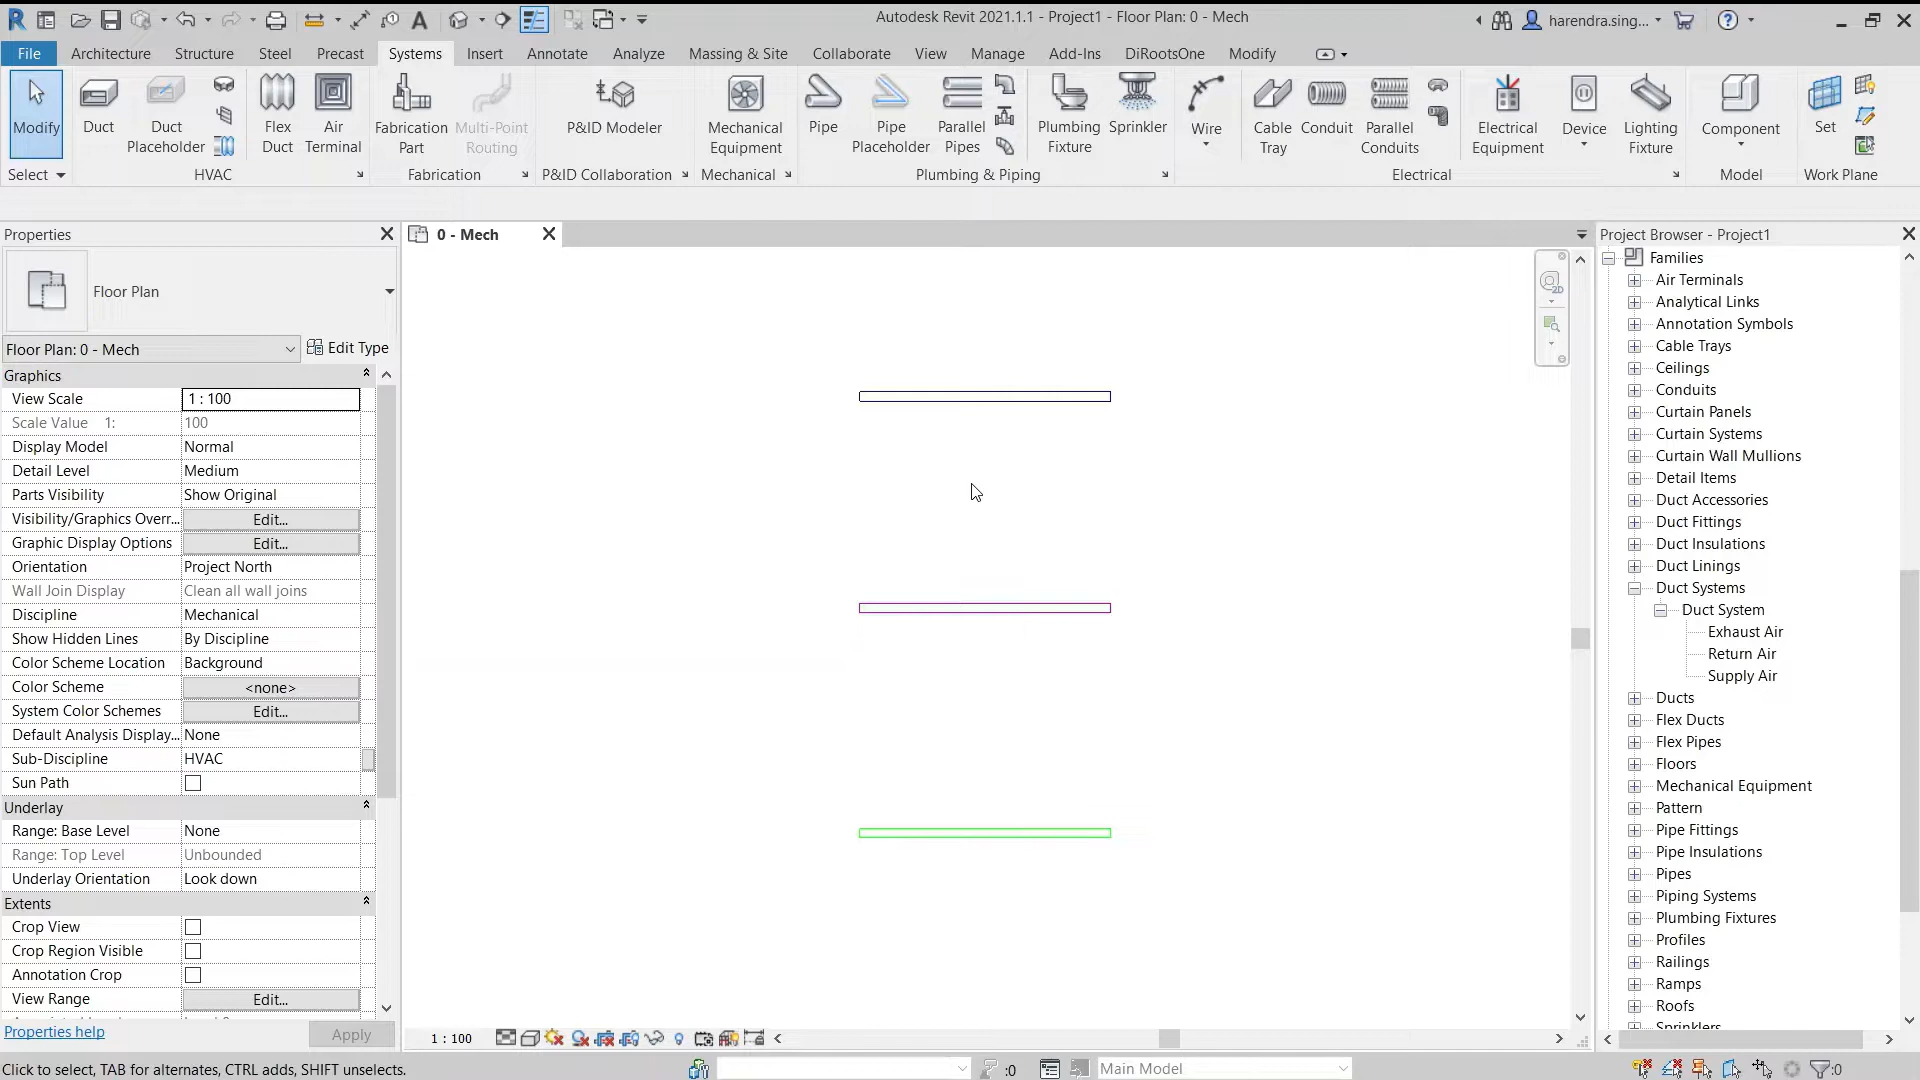 Autodesk Revit 2021.1.1 - Project1 - Floor Plan: 0 - Mech
harendra.sing...
File
Architecture
Structure
Steel
Precast
Systems
Insert
Annotate
Analyze
Massing & Site
Collaborate
View
Manage
Add-Ins
DiRootsOne
Modify
Modify
Duct
Duct
Placeholder
Flex
Duct
Air
Terminal
Fabrication
Part
Multi-Point
Routing
P&ID Modeler
Mechanical
Equipment
Pipe
Pipe
Placeholder
Parallel
Pipes
Plumbing
Fixture
Sprinkler
Wire
Cable
Tray
Conduit
Parallel
Conduits
Electrical
Equipment
Device
Lighting
Fixture
Component
Set
Select
HVAC
Fabrication
P&ID Collaboration
Mechanical
Plumbing & Piping
Electrical
Model
Work Plane
Properties
Floor Plan
Floor Plan: 0 - Mech
Edit Type
Graphics
View Scale 1 : 100
Scale Value 1: 100
Display Model Normal
Detail Level Medium
Parts Visibility Show Original
Visibility/Graphics Overr... Edit...
Graphic Display Options Edit...
Orientation Project North
Wall Join Display Clean all wall joins
Discipline Mechanical
Show Hidden Lines By Discipline
Color Scheme Location Background
Color Scheme <none>
System Color Schemes Edit...
Default Analysis Display... None
Sub-Discipline HVAC
Sun Path
Underlay
Range: Base Level None
Range: Top Level Unbounded
Underlay Orientation Look down
Extents
Crop View
Crop Region Visible
Annotation Crop
View Range Edit...
Properties help
Apply
0 - Mech
2D
1 : 100
Project Browser - Project1
Families
Air Terminals
Analytical Links
Annotation Symbols
Cable Trays
Ceilings
Conduits
Curtain Panels
Curtain Systems
Curtain Wall Mullions
Detail Items
Duct Accessories
Duct Fittings
Duct Insulations
Duct Linings
Duct Systems
Duct System
Exhaust Air
Return Air
Supply Air
Ducts
Flex Ducts
Flex Pipes
Floors
Mechanical Equipment
Pattern
Pipe Fittings
Pipe Insulations
Pipes
Piping Systems
Plumbing Fixtures
Profiles
Railings
Ramps
Roofs
Sprinklers
Click to select, TAB for alternates, CTRL adds, SHIFT unselects.
:0
Main Model
:0